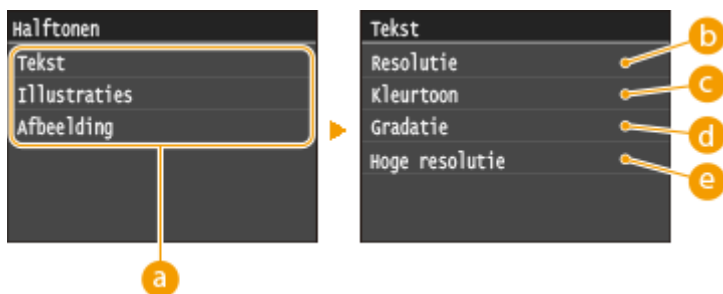 Halftonen
Tekst
Illustraties
Afbeelding
a
Tekst
Resolutie
b
Kleurtoon
c
Gradatie
d
Hoge resolutie
e